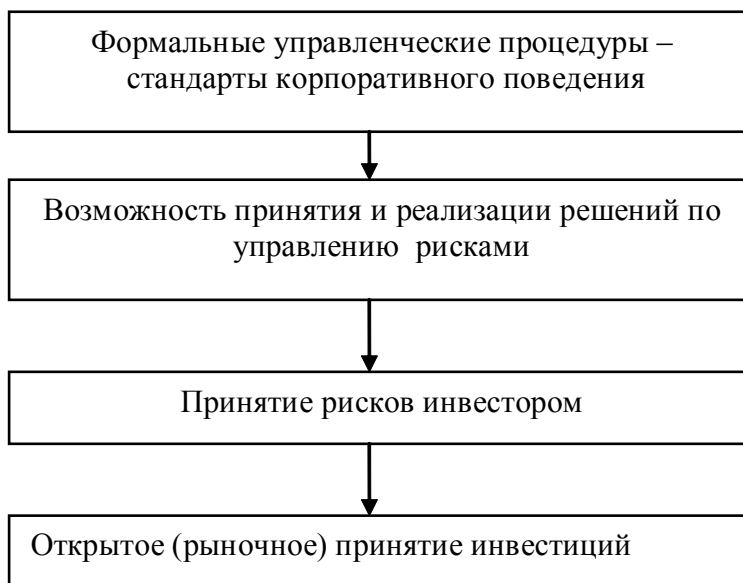 Формальные управленческие процедуры –
стандарты корпоративного поведения
Возможность принятия и реализации решений по
управлению рисками
Принятие рисков инвестором
Открытое (рыночное) принятие инвестиций